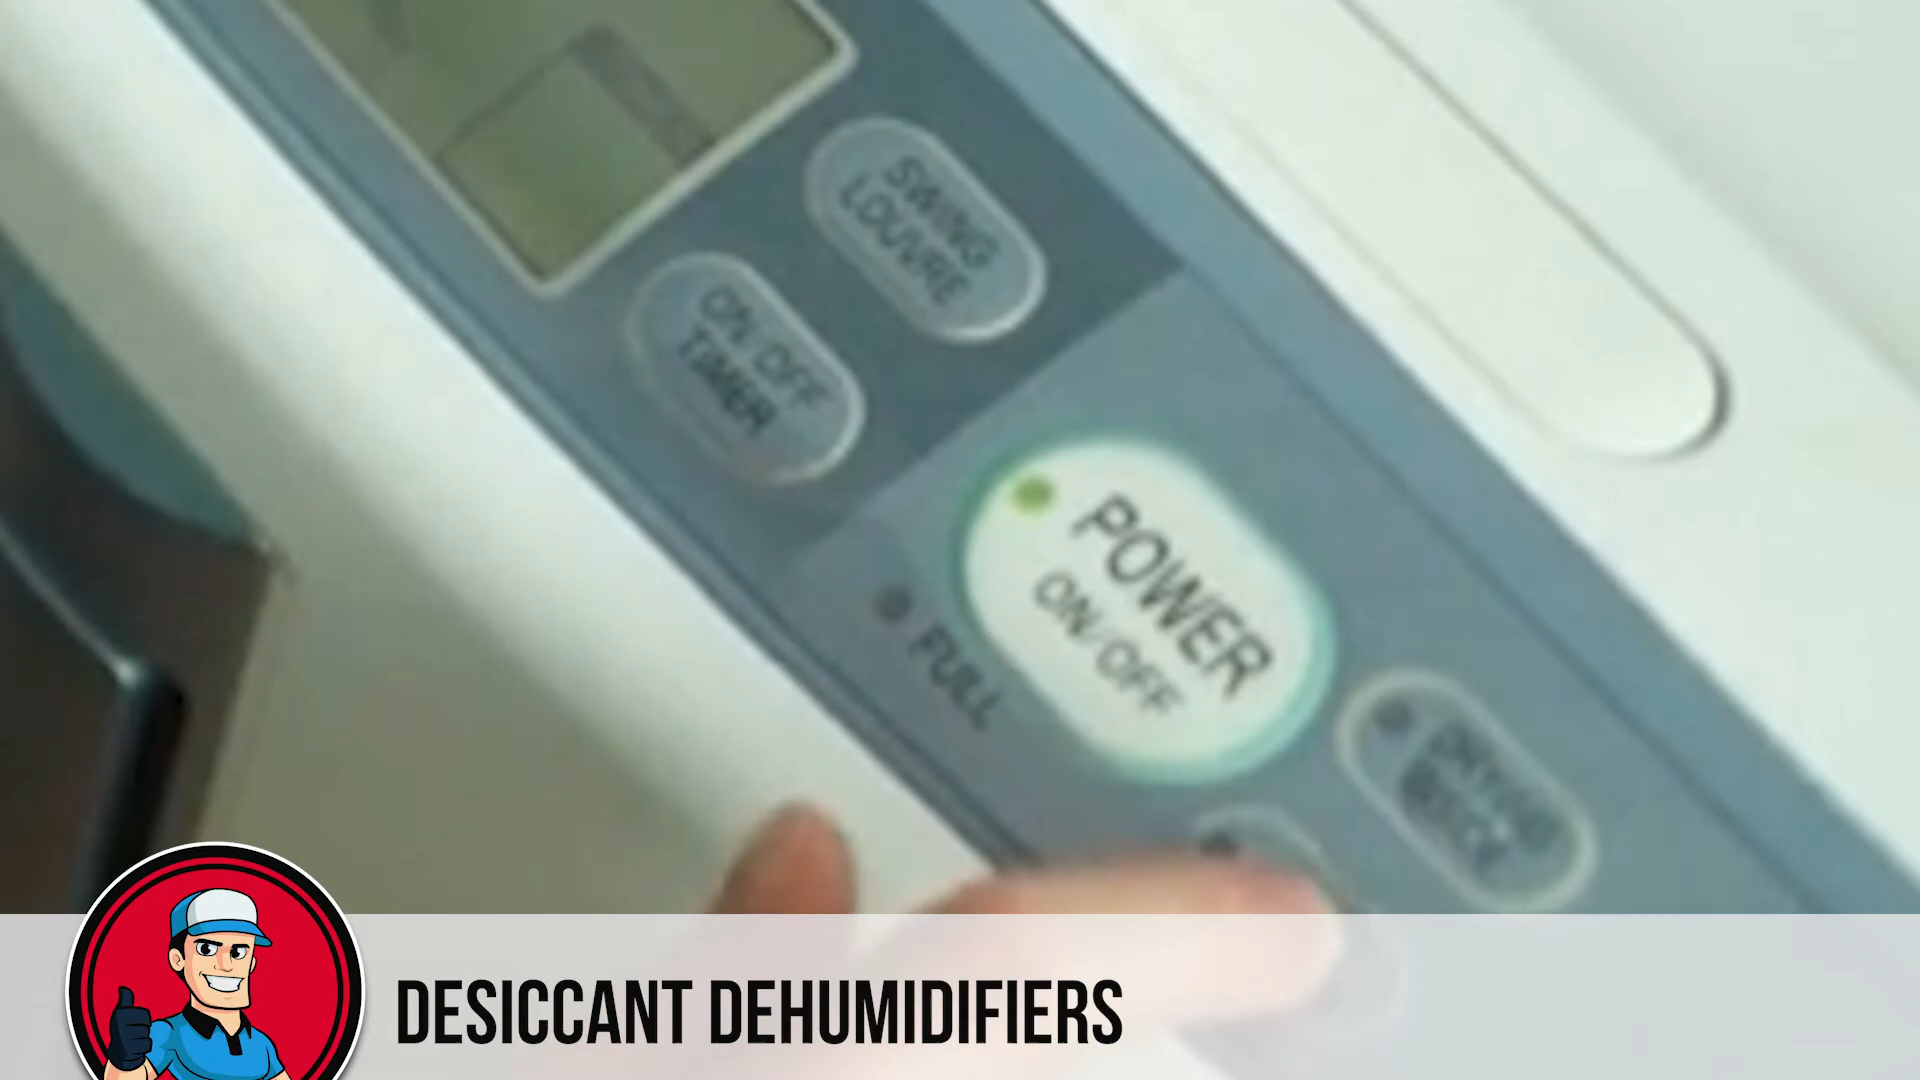 SWING
LOUVRE
ON/OFF
TIMER
POWER
ON/OFF
FULL
DESICCANT DEHUMIDIFIERS